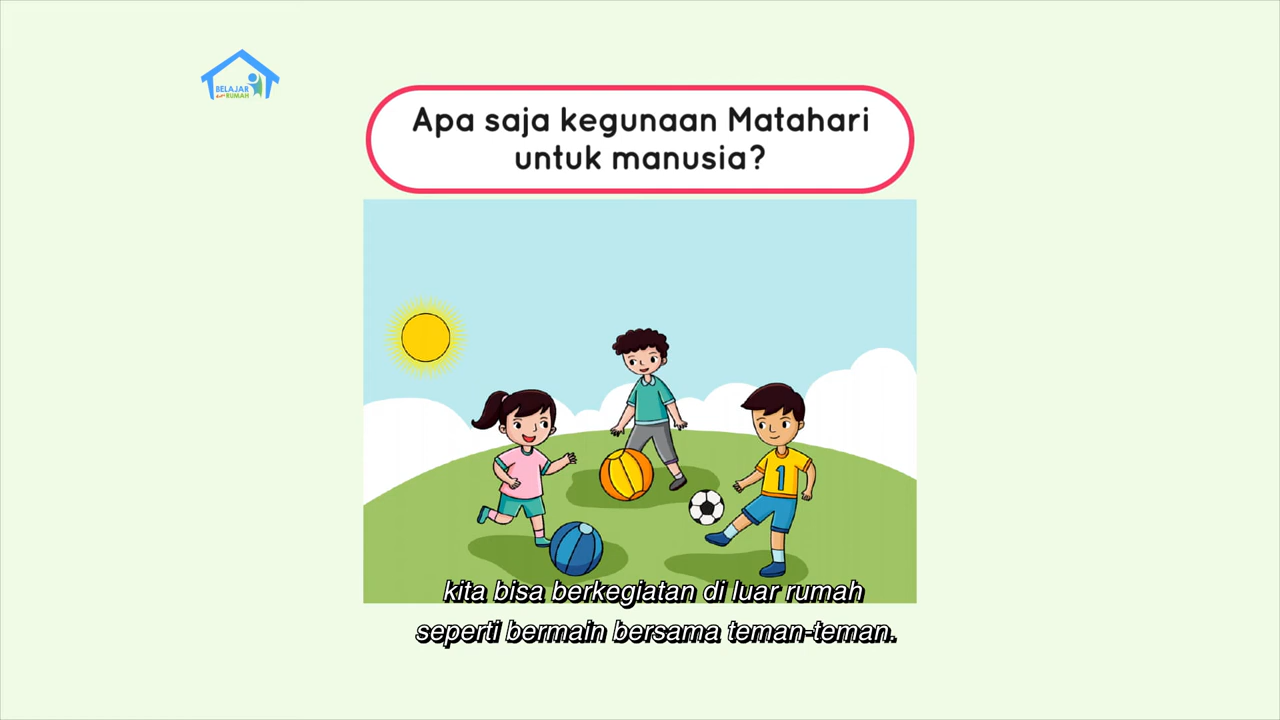 BELAJAR
dari RUMAH
Apa saja kegunaan Matahari
untuk manusia?
1
kita bisa berkegiatan di luar rumah
seperti bermain bersama teman-teman.